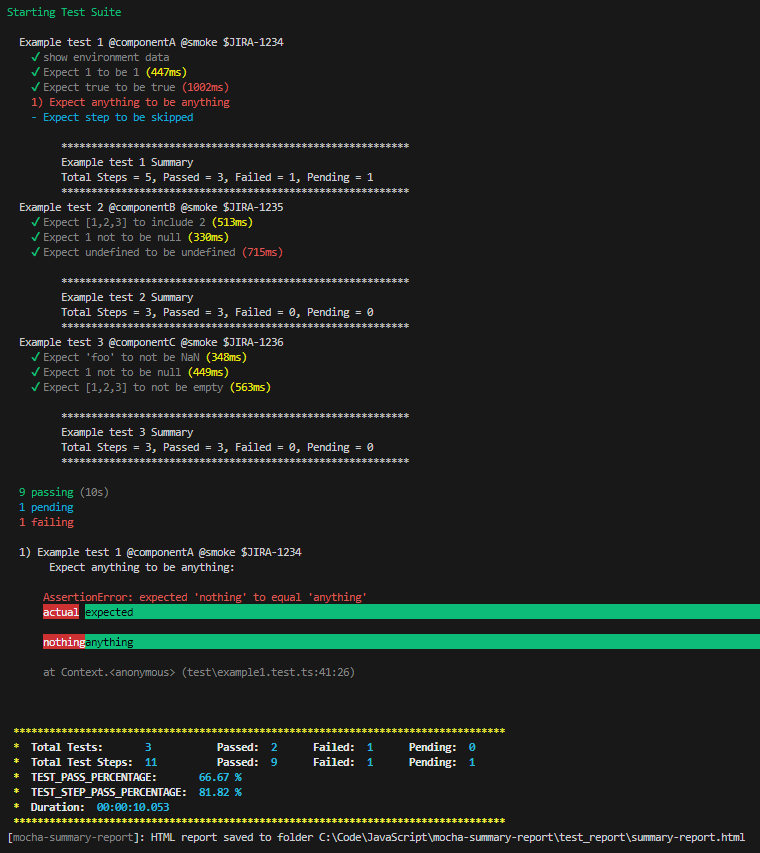 Starting Test Suite
Example test 1 @componentA @smoke $JIRA-1234
✓ show environment data
✓ Expect 1 to be 1 (447ms)
✓ Expect true to be true (1002ms)
1) Expect anything to be anything
- Expect step to be skipped
**********************************************************
Example test 1 Summary
Total Steps = 5, Passed = 3, Failed = 1, Pending = 1
**********************************************************
Example test 2 @componentB @smoke $JIRA-1235
✓ Expect [1,2,3] to include 2 (513ms)
✓ Expect 1 not to be null (330ms)
✓ Expect undefined to be undefined (715ms)
**********************************************************
Example test 2 Summary
Total Steps = 3, Passed = 3, Failed = 0, Pending = 0
**********************************************************
Example test 3 @componentC @smoke $JIRA-1236
✓ Expect 'foo' to not be NaN (348ms)
✓ Expect 1 not to be null (449ms)
✓ Expect [1,2,3] to not be empty (563ms)
**********************************************************
Example test 3 Summary
Total Steps = 3, Passed = 3, Failed = 0, Pending = 0
**********************************************************
9 passing (10s)
1 pending
1 failing
1) Example test 1 @componentA @smoke $JIRA-1234
Expect anything to be anything:
AssertionError: expected 'nothing' to equal 'anything'
actual expected
nothinganything
at Context.<anonymous> (test\example1.test.ts:41:26)
**********************************************************************************
* Total Tests: 3 Passed: 2 Failed: 1 Pending: 0
* Total Test Steps: 11 Passed: 9 Failed: 1 Pending: 1
* TEST_PASS_PERCENTAGE: 66.67 %
* TEST_STEP_PASS_PERCENTAGE: 81.82 %
* Duration: 00:00:10.053
**********************************************************************************
[mocha-summary-report]: HTML report saved to folder C:\Code\JavaScript\mocha-summary-report\test_report\summary-report.html